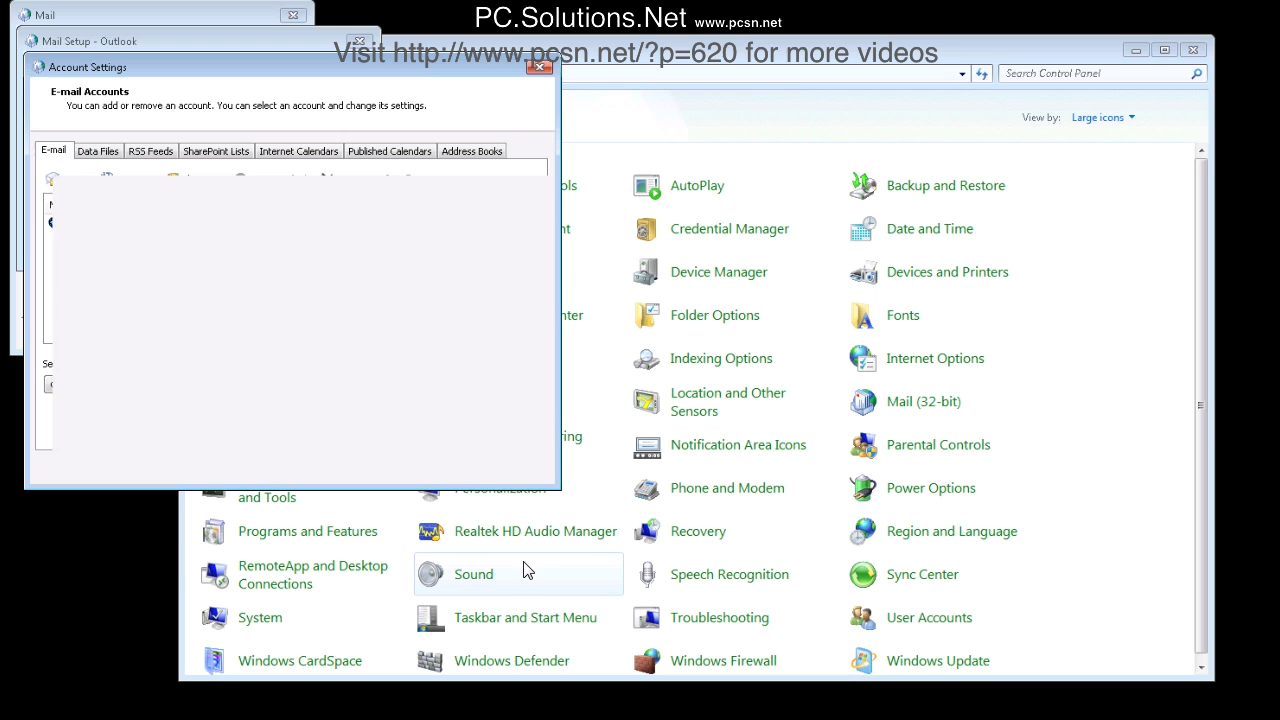 PC.Solutions.Net www.pcsn.net
Visit http://www.pcsn.net/?p=620 for more videos
Mail
Mail Setup - Outlook
Account Settings
E-mail Accounts
You can add or remove an account. You can select an account and change its settings.
E-mail
Data Files
RSS Feeds
SharePoint Lists
Internet Calendars
Published Calendars
Address Books
Search Control Panel
View by: Large icons
AutoPlay
Backup and Restore
Credential Manager
Date and Time
Device Manager
Devices and Printers
Folder Options
Fonts
Indexing Options
Internet Options
Location and Other
Sensors
Mail (32-bit)
Notification Area Icons
Parental Controls
and Tools
Personalization
Phone and Modem
Power Options
Programs and Features
Realtek HD Audio Manager
Recovery
Region and Language
RemoteApp and Desktop
Connections
Sound
Speech Recognition
Sync Center
System
Taskbar and Start Menu
Troubleshooting
User Accounts
Windows CardSpace
Windows Defender
Windows Firewall
Windows Update